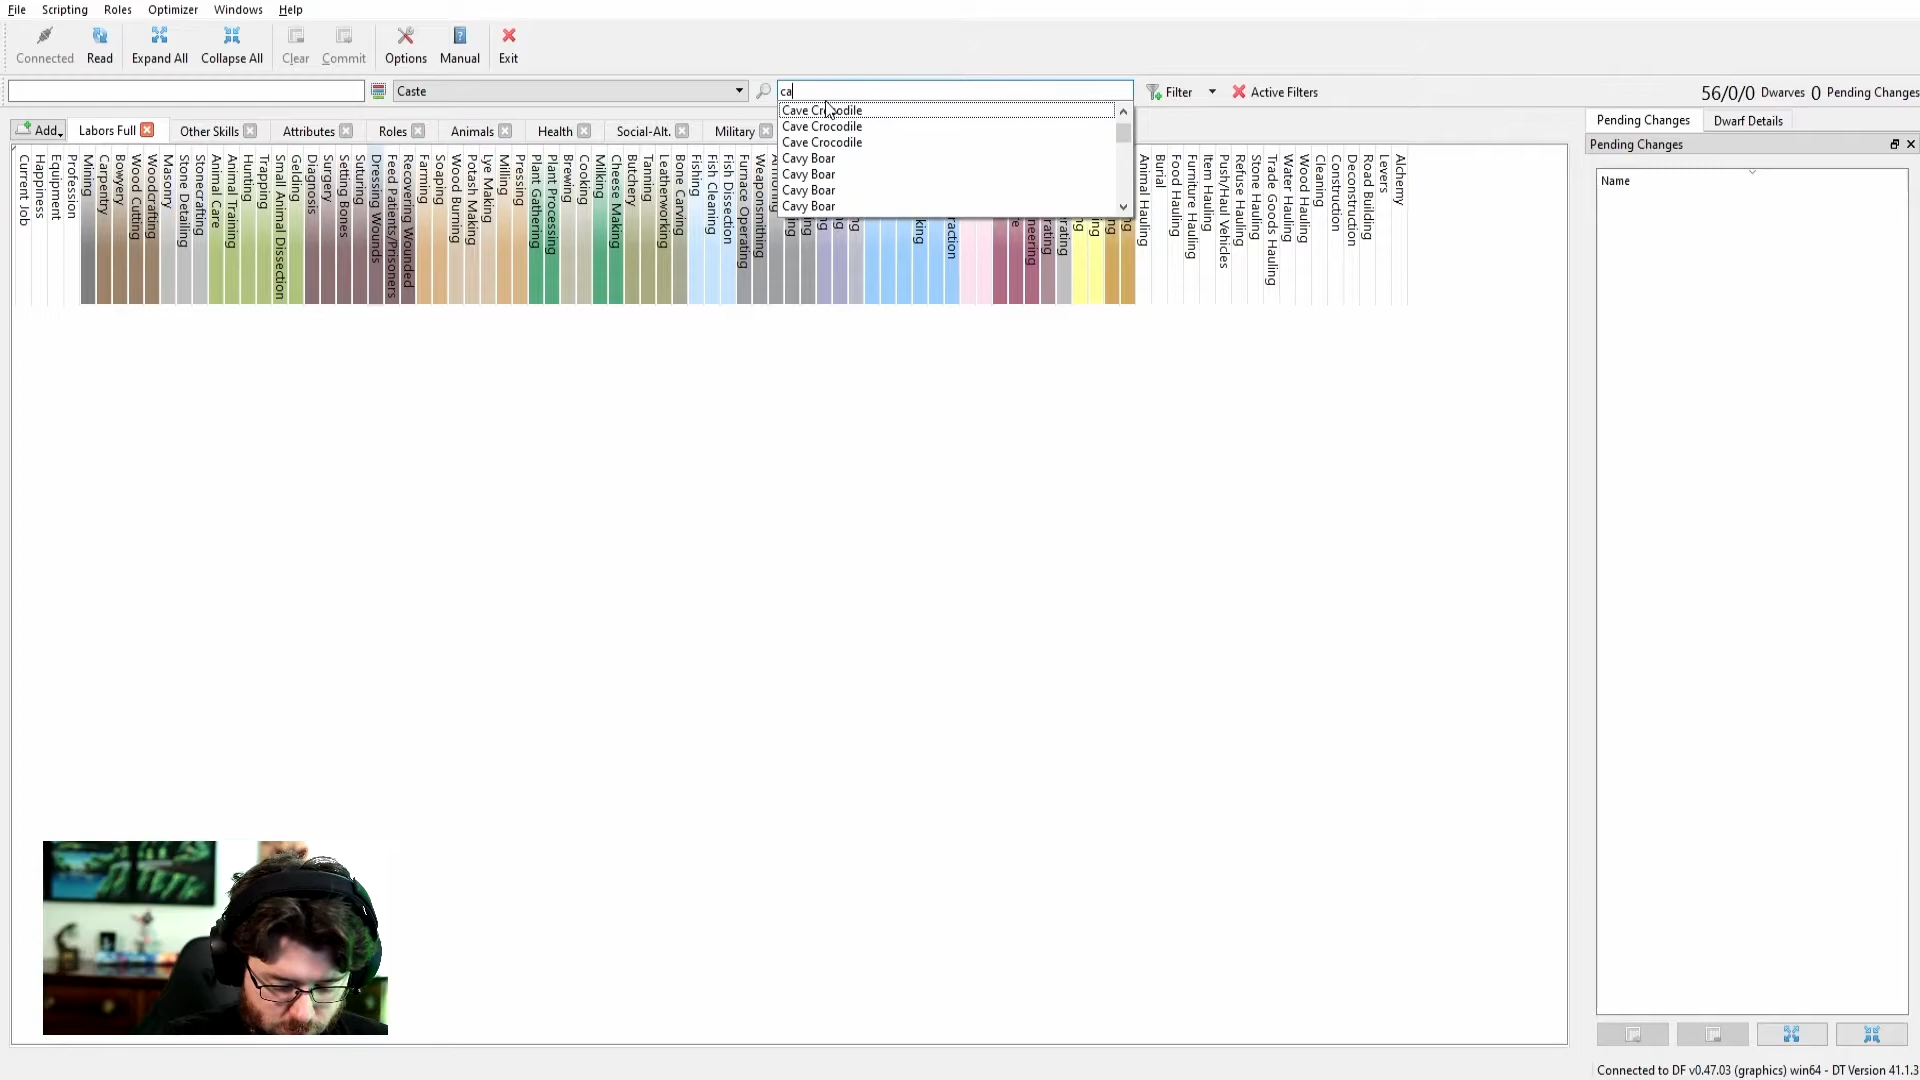 File Scripting Roles Optimizer Windows Help
Connected Read Expand All Collapse All Clear Commit Options Manual Exit
Caste ca Filter Active Filters 56/0/0 Dwarves 0 Pending Changes
Add Labors Full Other Skills Attributes Roles Animals Health Social-Alt. Military
Cave Crocodile
Cave Crocodile
Cave Crocodile
Cavy Boar
Cavy Boar
Cavy Boar
Cavy Boar
Pending Changes Dwarf Details
Pending Changes
Name
Current Job
Happiness
Equipment
Profession
Mining
Carpentry
Bowyery
Wood Cutting
Woodcrafting
Masonry
Stone Detailing
Stonecrafting
Animal Care
Animal Training
Hunting
Trapping
Small Animal Dissection
Gelding
Diagnosis
Surgery
Setting Bones
Suturing
Dressing Wounds
Feed Patients/Prisoners
Recovering Wounded
Farming
Soaping
Wood Burning
Potash Making
Lye Making
Milling
Pressing
Plant Gathering
Plant Processing
Brewing
Cooking
Milking
Cheese Making
Butchery
Tanning
Leatherworking
Bone Carving
Fishing
Fish Cleaning
Fish Dissection
Furnace Operating
Weaponsmithing
Animal Hauling
Burial
Food Hauling
Furniture Hauling
Item Hauling
Push/Haul Vehicles
Refuse Hauling
Stone Hauling
Trade Goods Hauling
Water Hauling
Wood Hauling
Cleaning
Construction
Deconstruction
Road Building
Levers
Alchemy
Connected to DF v0.47.03 (graphics) win64 - DT Version 41.1.3